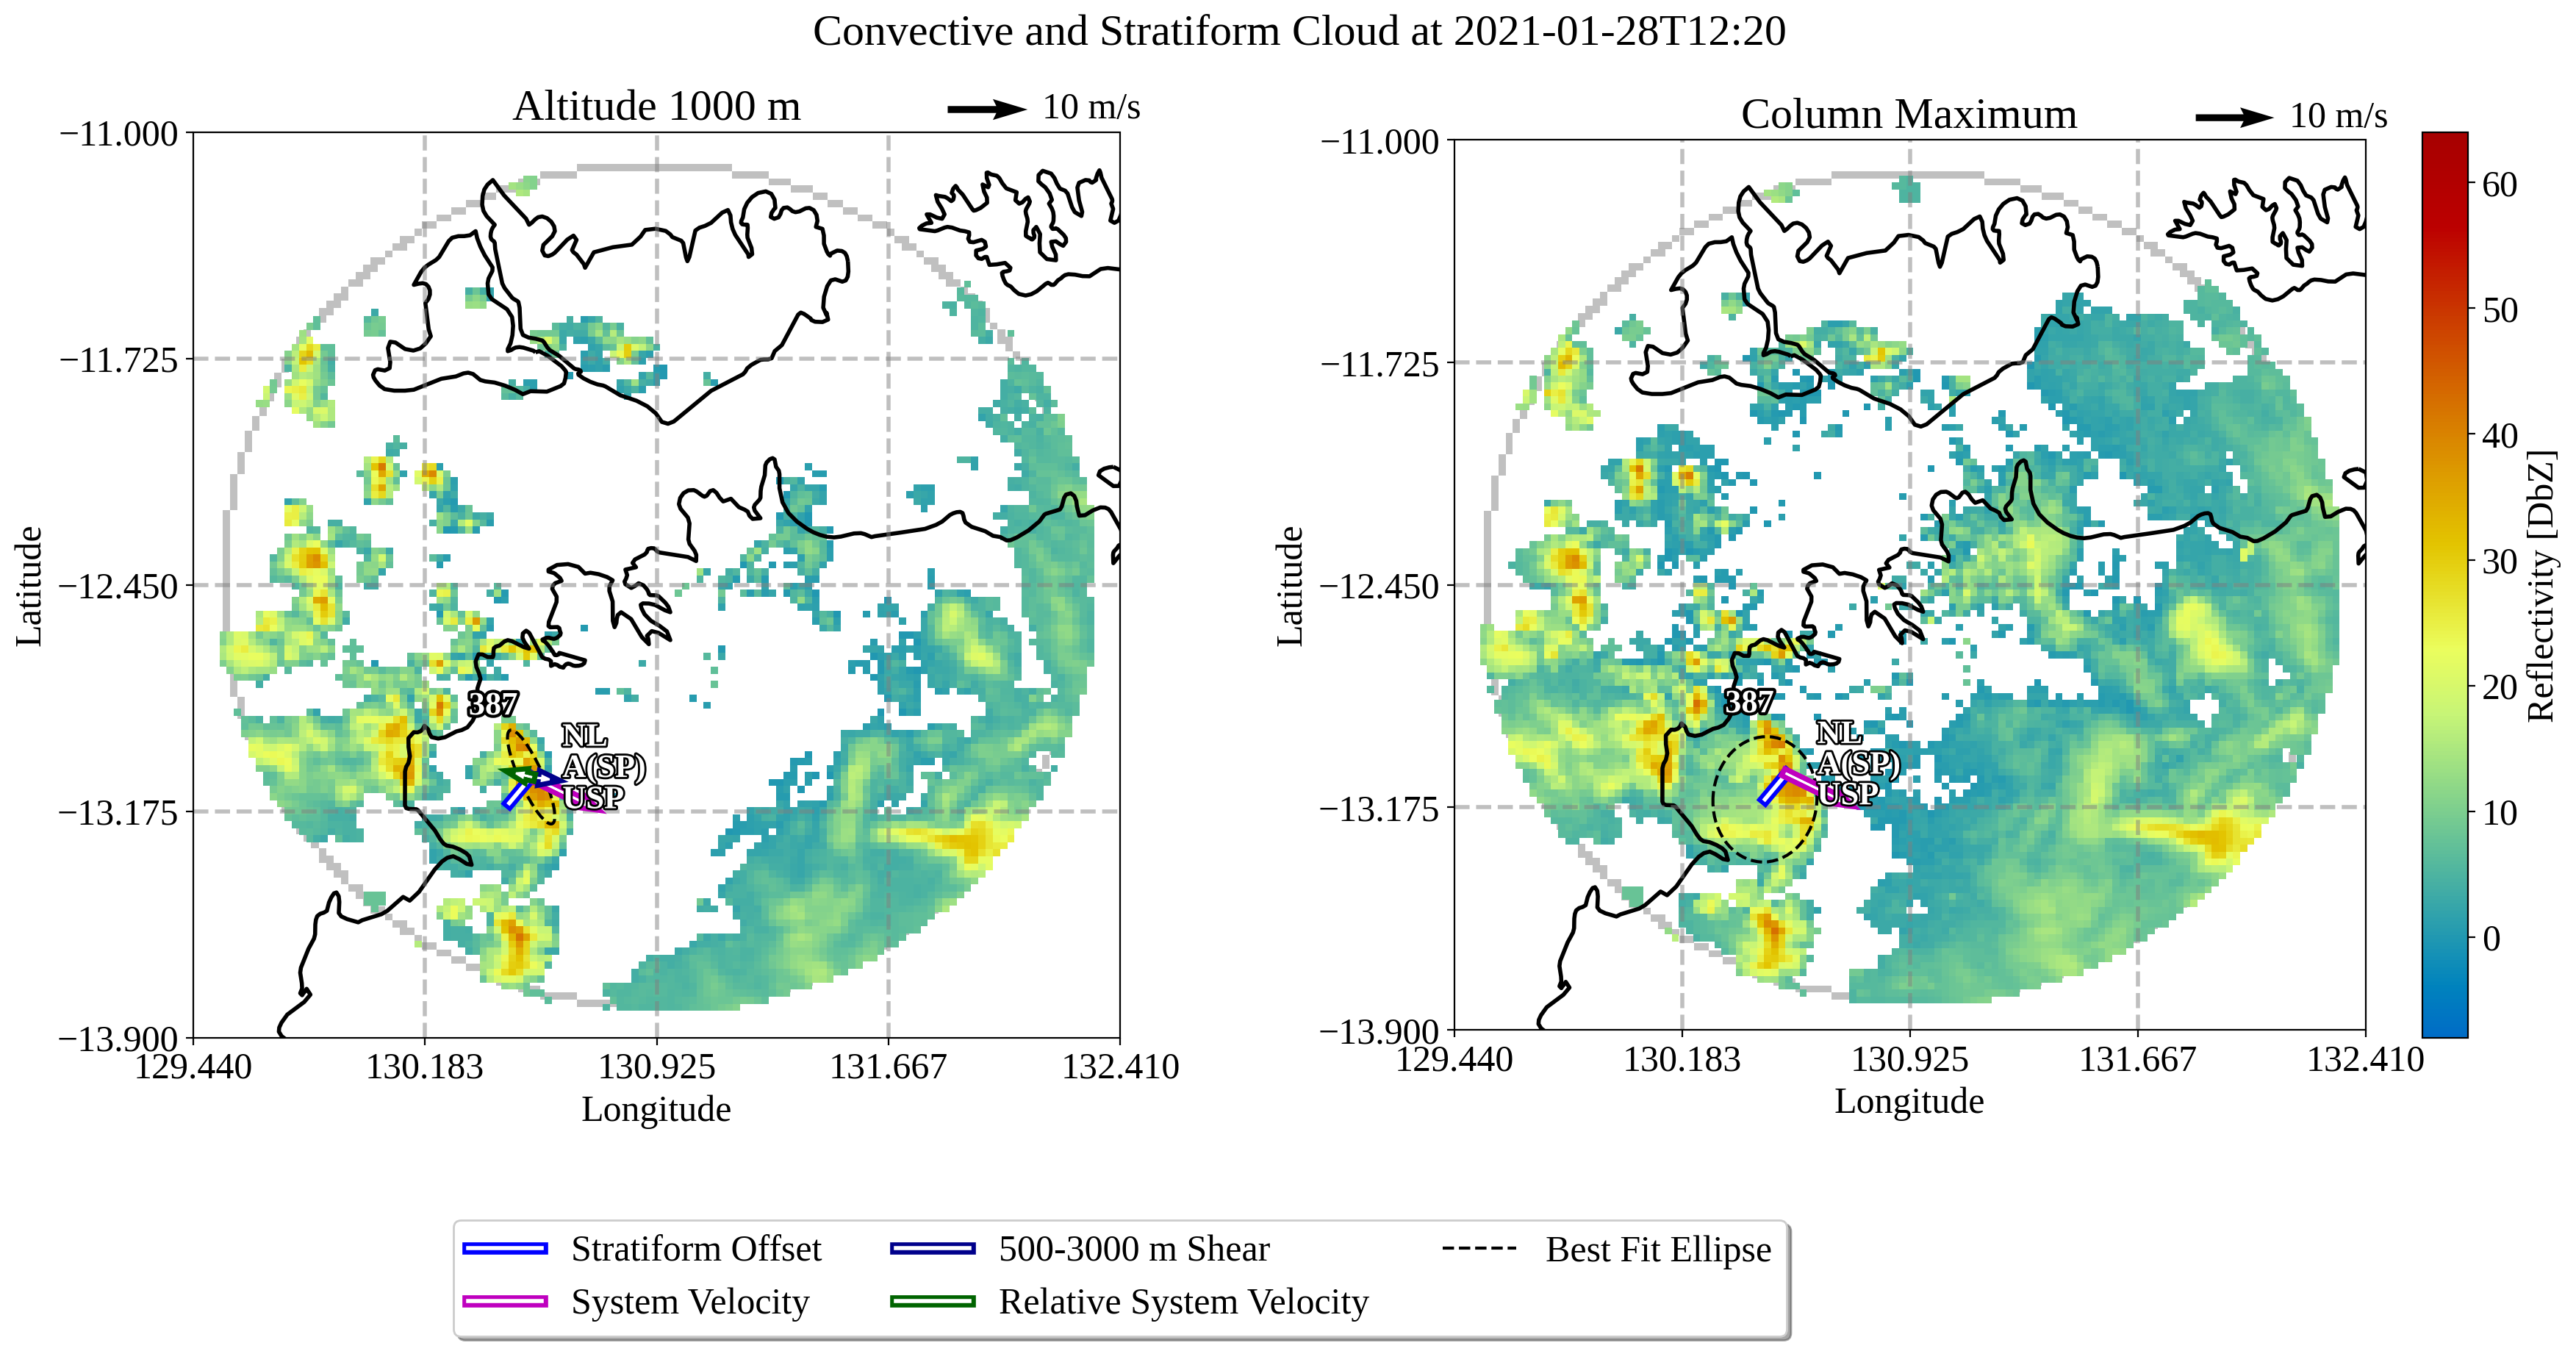 Convective and Stratiform Cloud at 2021-01-28T12:20
Altitude 1000 m
10 m/s
−11.000
−11.725
−12.450
−13.175
−13.900
Latitude
129.440
130.183
130.925
131.667
132.410
Longitude
387
NL
A(SP)
USP
Column Maximum
10 m/s
−11.000
−11.725
−12.450
−13.175
−13.900
Latitude
129.440
130.183
130.925
131.667
132.410
Longitude
387
NL
A(SP)
USP
60
50
40
30
20
10
0
Reflectivity [DbZ]
Stratiform Offset
System Velocity
500-3000 m Shear
Relative System Velocity
Best Fit Ellipse